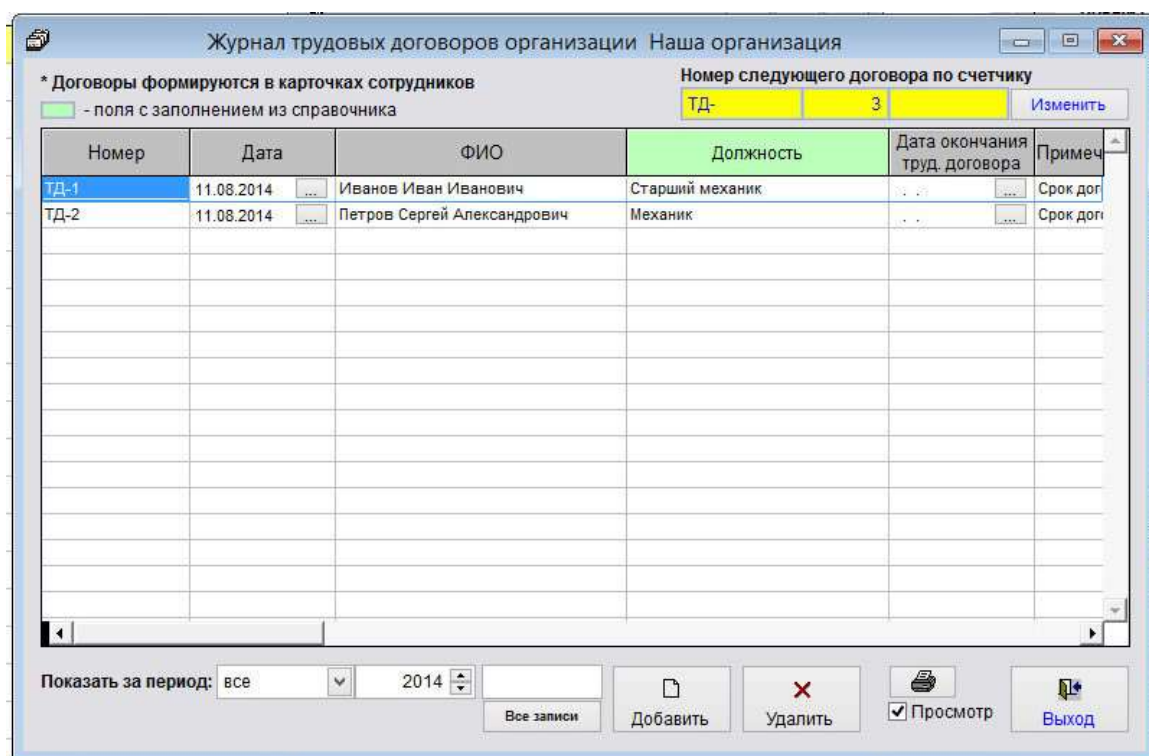 Журнал трудовых договоров организации Наша организация
* Договоры формируются в карточках сотрудников
Номер следующего договора по счетчику
- поля с заполнением из справочника
ТД- 3 Изменить
Номер Дата ФИО Должность Дата окончания труд. договора Примеч
ТД-1 11.08.2014 ... Иванов Иван Иванович Старший механик . . ... Срок дог
ТД-2 11.08.2014 ... Петров Сергей Александрович Механик . . ... Срок дог
Показать за период: все 2014
Все записи Добавить Удалить Просмотр Выход